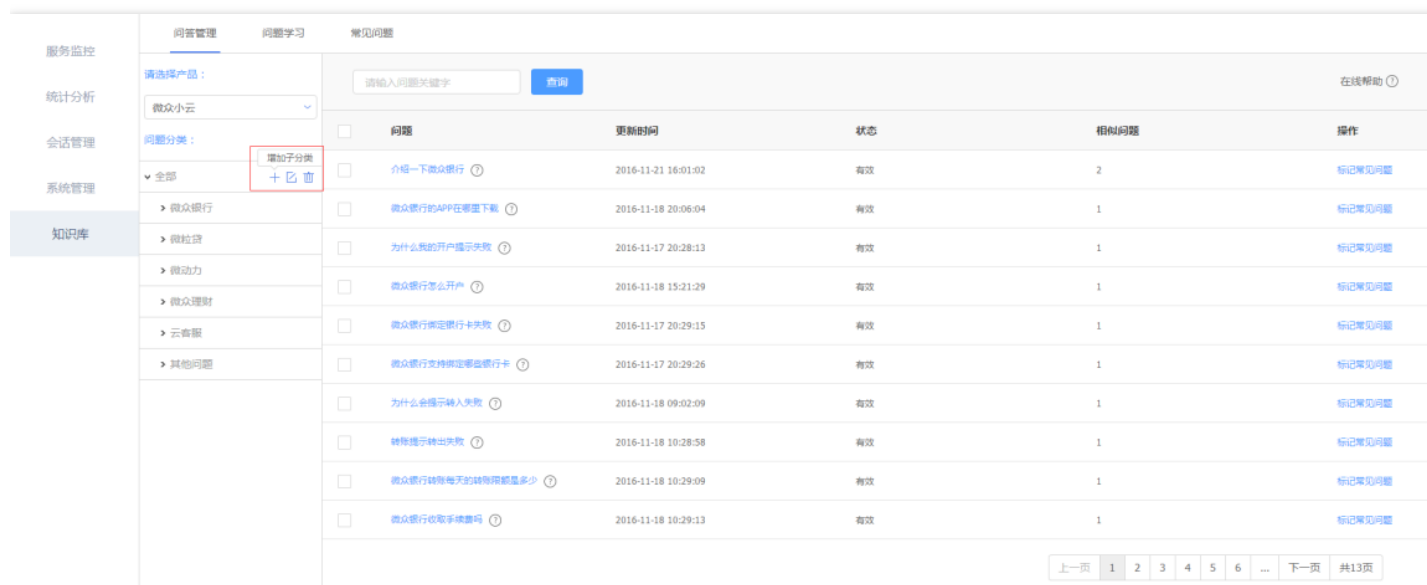 问答管理 问题学习 常见问题
服务监控
统计分析
会话管理
系统管理
知识库
请选择产品：
微众小云
问题分类：
增加子分类
全部
微众银行
微粒贷
微动力
微众理财
云客服
其他问题
请输入问题关键字 查询 在线帮助 ?
问题 更新时间 状态 相似问题 操作
介绍一下微众银行 ? 2016-11-21 16:01:02 有效 2 标记常见问题
微众银行的APP在哪里下载 ? 2016-11-18 20:06:04 有效 1 标记常见问题
为什么我的开户提示失败 ? 2016-11-17 20:28:13 有效 1 标记常见问题
微众银行怎么开户 ? 2016-11-18 15:21:29 有效 1 标记常见问题
微众银行绑定银行卡失败 ? 2016-11-17 20:29:15 有效 1 标记常见问题
微众银行支持绑定哪些银行卡 ? 2016-11-17 20:29:26 有效 1 标记常见问题
为什么会提示转入失败 ? 2016-11-18 09:02:09 有效 1 标记常见问题
转账提示转出失败 ? 2016-11-18 10:28:58 有效 1 标记常见问题
微众银行转账每天的转账限额是多少 ? 2016-11-18 10:29:09 有效 1 标记常见问题
微众银行收取手续费吗 ? 2016-11-18 10:29:13 有效 1 标记常见问题
上一页 1 2 3 4 5 6 ... 下一页 共13页